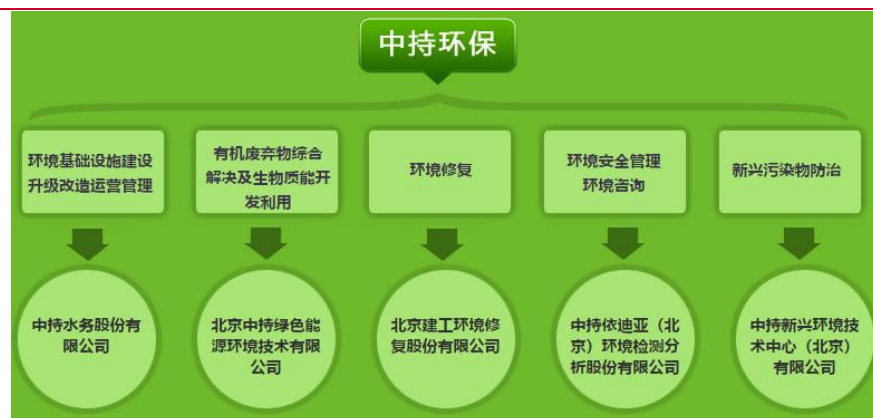 中持环保
环境基础设施建设
升级改造运营管理
有机废弃物综合
解决及生物质能开
发利用
环境修复
环境安全管理
环境咨询
新兴污染物防治
中持水务股份有
限公司
北京中持绿色能
源环境技术有限
公司
北京建工环境修
复股份有限公司
中持依迪亚（北
京）环境检测分
析股份有限公司
中持新兴环境技
术中心（北京）
有限公司